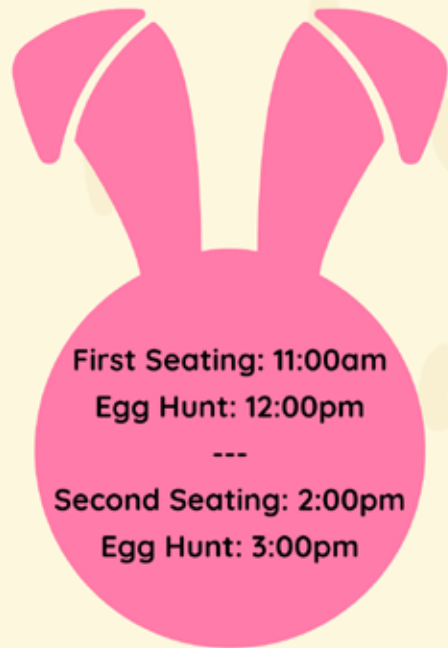 First Seating: 11:00am
Egg Hunt: 12:00pm
---
Second Seating: 2:00pm
Egg Hunt: 3:00pm